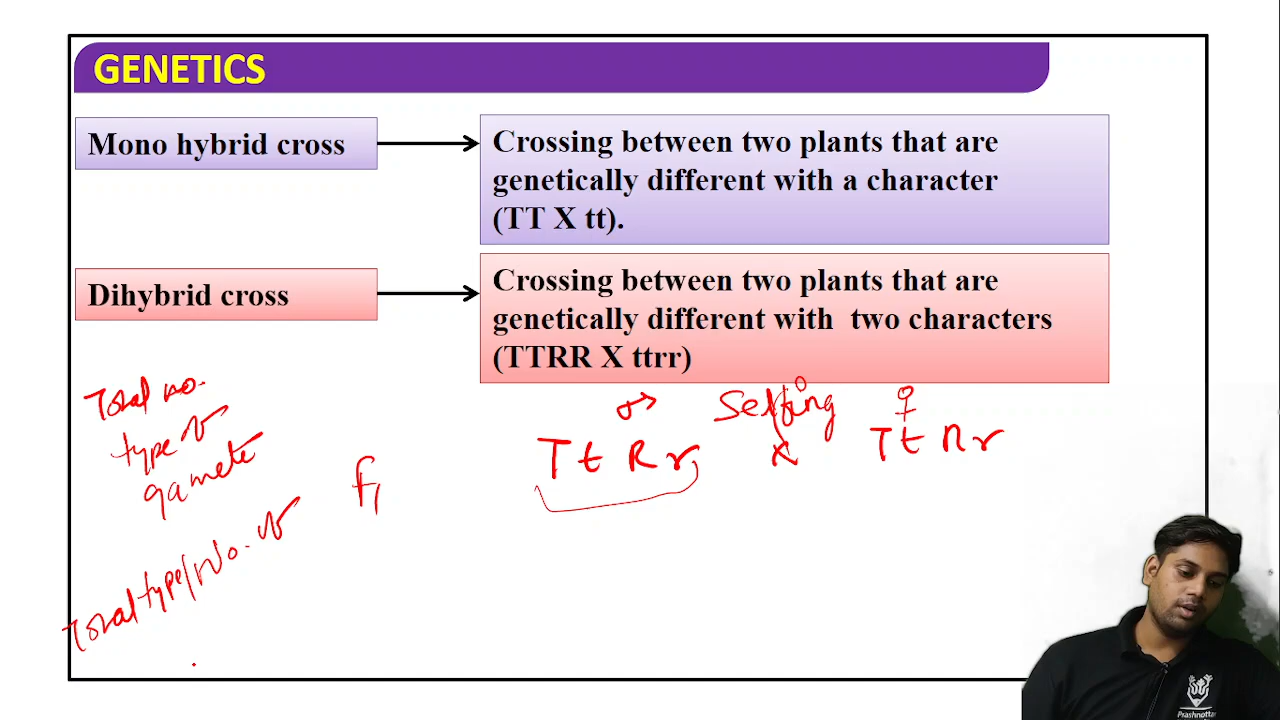 GENETICS
Mono hybrid cross
Crossing between two plants that are
genetically different with a character
(TT X tt).
Dihybrid cross
Crossing between two plants that are
genetically different with two characters
(TTRR X ttrr)
Total no.
type of
gamete
Total type/No. of
F1
♂ Selfing ♀
Tt Rr X Tt Rr
Prashnottar